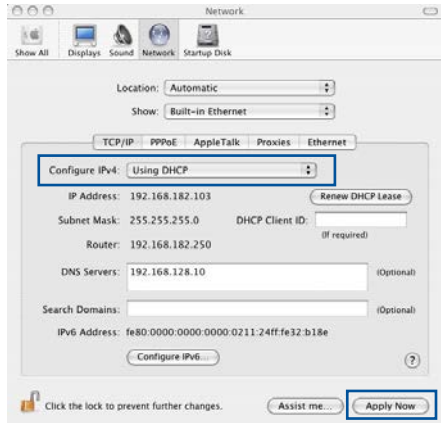 Network
Show All Displays Sound Network Startup Disk
Location: Automatic
Show: Built-in Ethernet
TCP/IP PPPoE AppleTalk Proxies Ethernet
Configure IPv4: Using DHCP
IP Address: 192.168.182.103 Renew DHCP Lease
Subnet Mask: 255.255.255.0 DHCP Client ID:
(If required)
Router: 192.168.182.250
DNS Servers: 192.168.128.10 (Optional)
Search Domains: (Optional)
IPv6 Address: fe80:0000:0000:0000:0211:24ff:fe32:b18e
Configure IPv6... ?
Click the lock to prevent further changes. Assist me... Apply Now